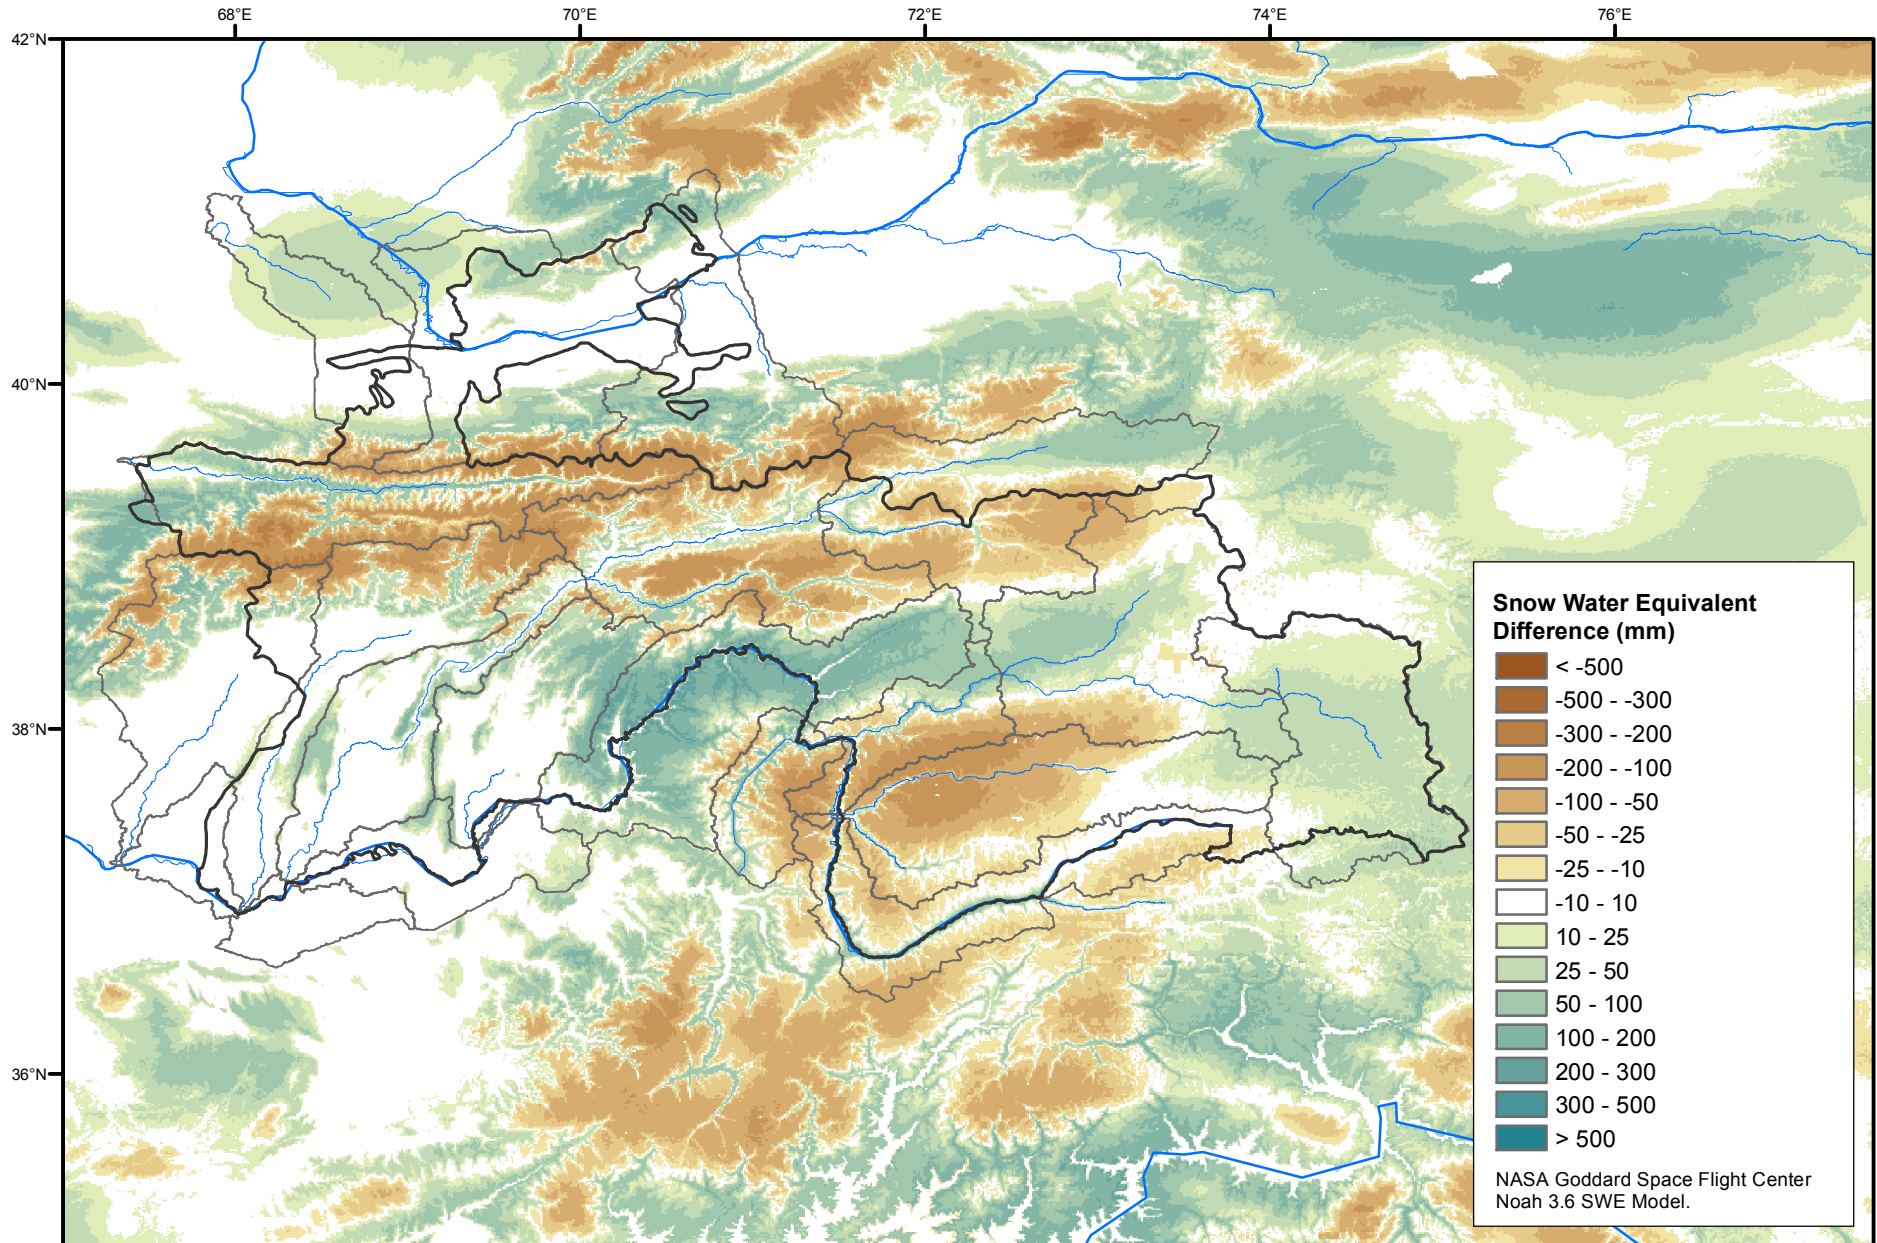 68°E 70°E 72°E 74°E 76°E
42°N
40°N
38°N
36°N
Snow Water Equivalent
Difference (mm)
< -500
-500 - -300
-300 - -200
-200 - -100
-100 - -50
-50 - -25
-25 - -10
-10 - 10
10 - 25
25 - 50
50 - 100
100 - 200
200 - 300
300 - 500
> 500
NASA Goddard Space Flight Center
Noah 3.6 SWE Model.